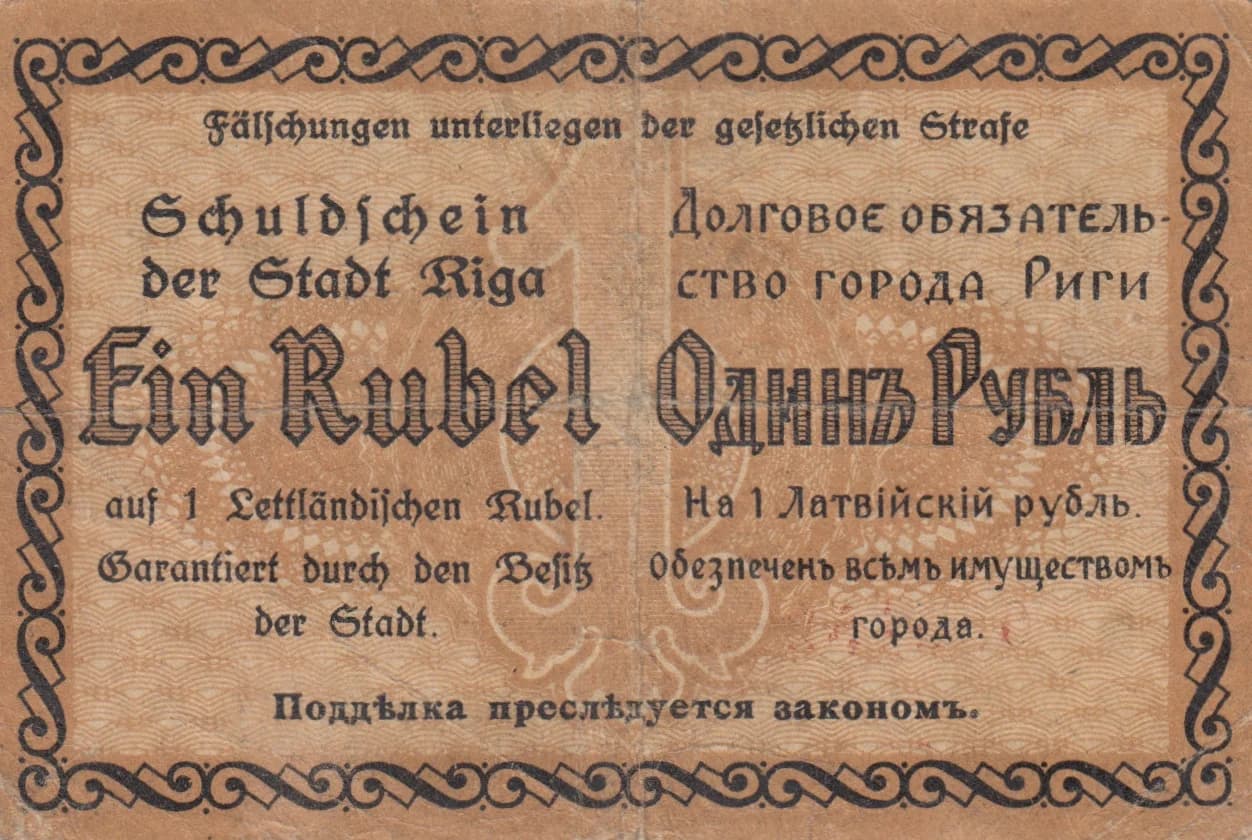 Fälschungen unterliegen der gesetzlichen Strafe
Schuldschein
der Stadt Riga
Ein Rubel
auf 1 Lettländischen Rubel.
Garantiert durch den Besitz
der Stadt.
Долговое обязатель-
ство города Риги
Одинъ Рубль
На 1 Латвійскій рубль.
Обезпеченъ всѣмъ имуществомъ
города.
Поддѣлка преслѣдуется закономъ.
1